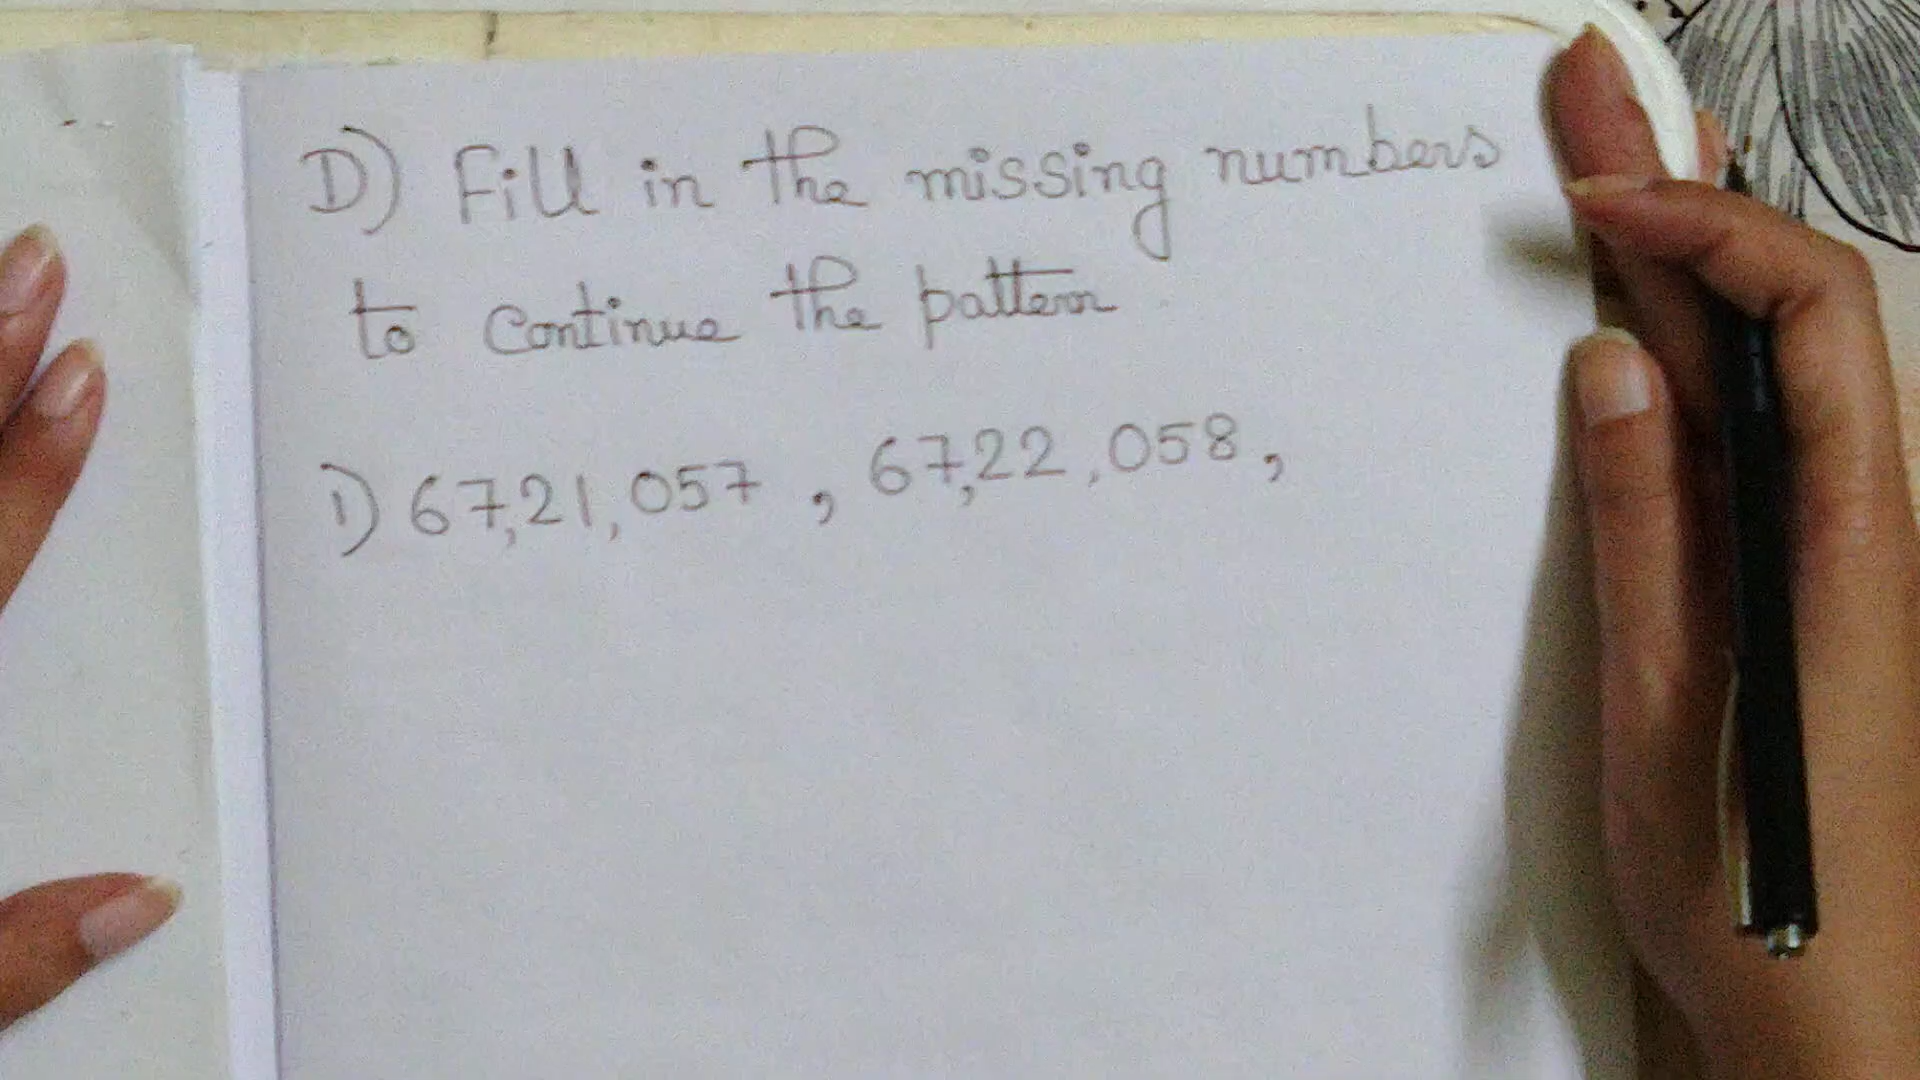 D) Fill in the missing numbers
to continue the pattern
1) 67,21,057 , 67,22,058,